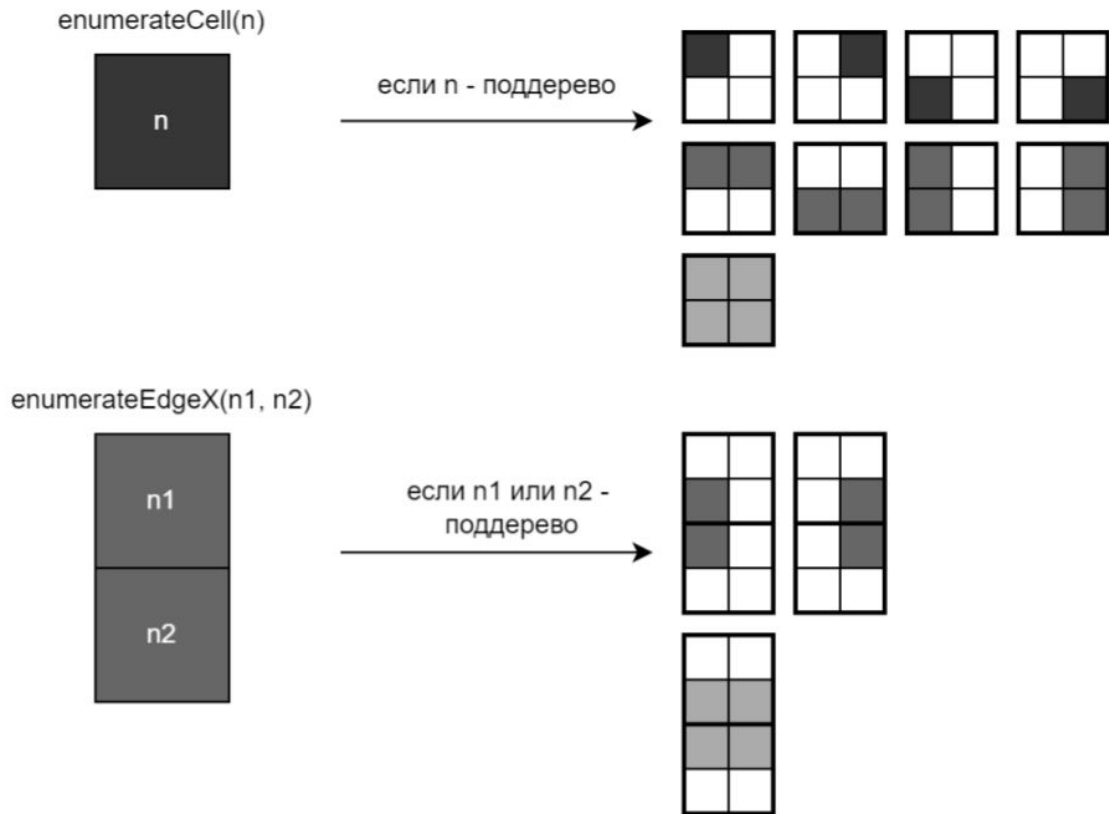 enumerateCell(n)
n
если n - поддерево
enumerateEdgeX(n1, n2)
n1
n2
если n1 или n2 -
поддерево